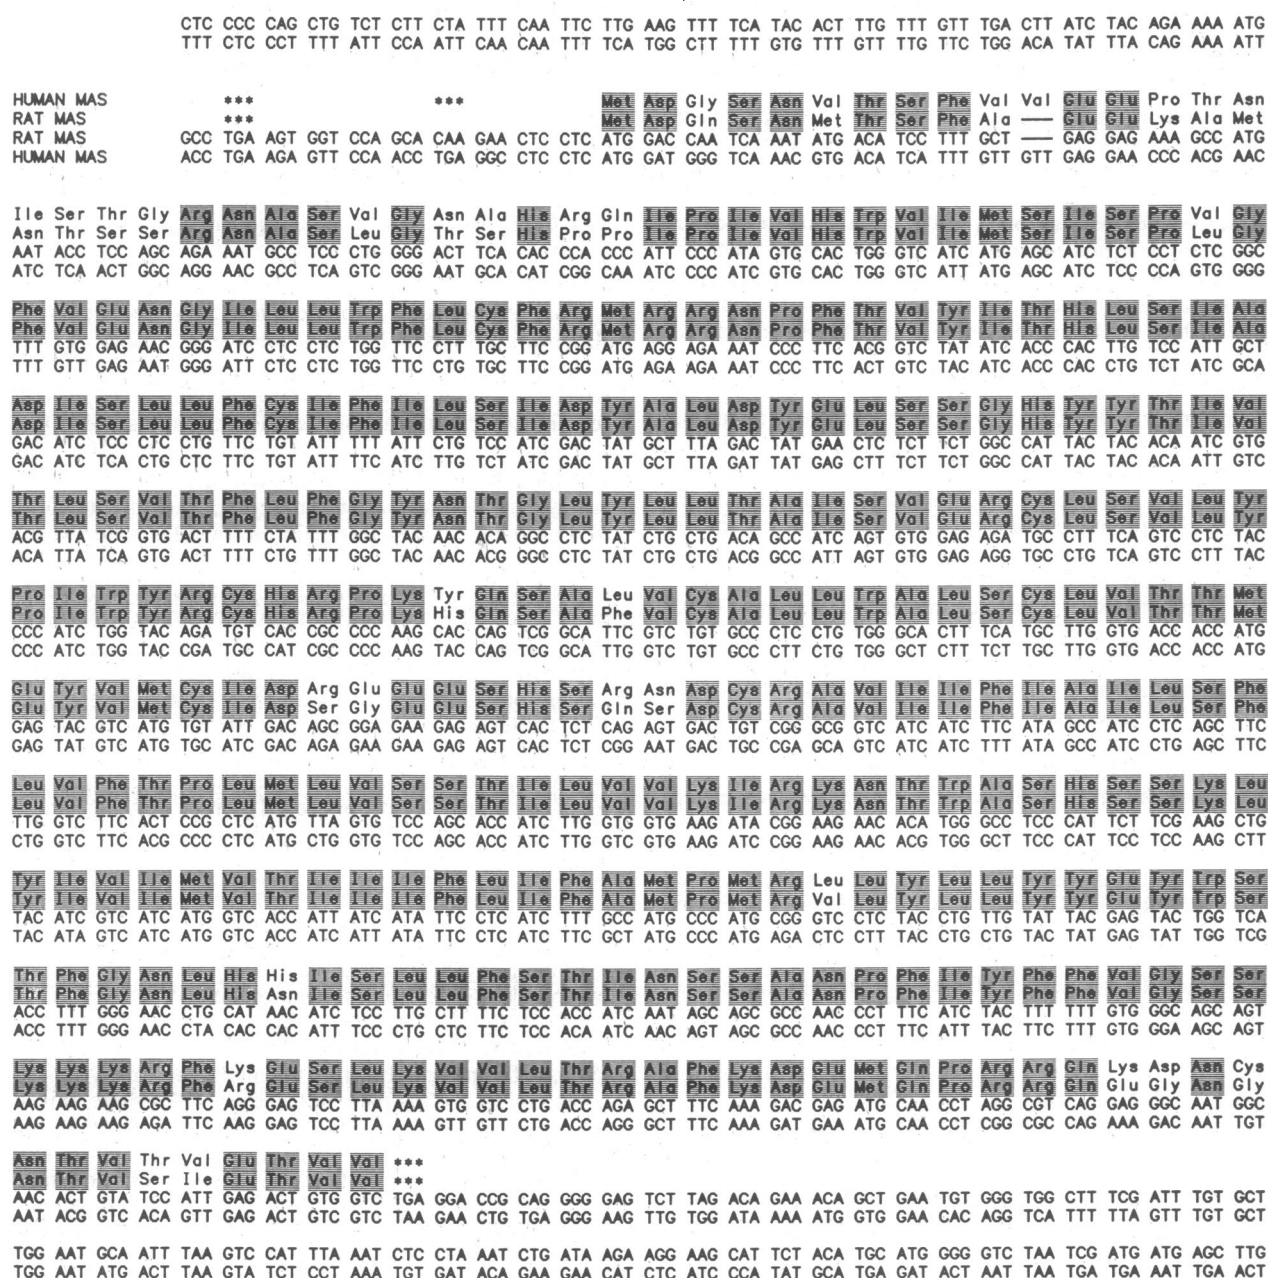 CTC CCC CAG CTG TCT CTT CTA TTT CAA TTC TTG AAG TTT TCA TAC ACT TTG TTT GTT TGA CTT ATC TAC AGA AAA ATG
TTT CTC CCT TTT ATT CCA ATT CAA CAA TTT TCA TGG CTT TTT GTG TTT GTT TTG TTC TGG ACA TAT TTA CAG AAA ATT
HUMAN MAS *** *** Met Asp Gly Ser Asn Val Thr Ser Phe Val Val Glu Glu Pro Thr Asn
RAT MAS *** Met Asp Gln Ser Asn Met Thr Ser Phe Ala — Glu Glu Lys Ala Met
RAT MAS GCC TGA AGT GGT CCA GCA CAA GAA CTC CTC ATG GAC CAA TCA AAT ATG ACA TCC TTT GCT — GAG GAG AAA GCC ATG
HUMAN MAS ACC TGA AGA GTT CCA ACC TGA GGC CTC CTC ATG GAT GGG TCA AAC GTG ACA TCA TTT GTT GTT GAG GAA CCC ACG AAC
Ile Ser Thr Gly Arg Asn Ala Ser Val Gly Asn Ala His Arg Gln Ile Pro Ile Val His Trp Val Ile Met Ser Ile Ser Pro Val Gly
Asn Thr Ser Ser Arg Asn Ala Ser Leu Gly Thr Ser His Pro Pro Ile Pro Ile Val His Trp Val Ile Met Ser Ile Ser Pro Leu Gly
AAT ACC TCC AGC AGA AAT GCC TCC CTG GGG ACT TCA CAC CCA CCC ATT CCC ATA GTG CAC TGG GTC ATC ATG AGC ATC TCT CCT CTC GGC
ATC TCA ACT GGC AGG AAC GCC TCA GTC GGG AAT GCA CAT CGG CAA ATC CCC ATC GTG CAC TGG GTC ATT ATG AGC ATC TCC CCA GTG GGG
Phe Val Glu Asn Gly Ile Leu Leu Trp Phe Leu Cys Phe Arg Met Arg Arg Asn Pro Phe Thr Val Tyr Ile Thr His Leu Ser Ile Ala
Phe Val Glu Asn Gly Ile Leu Leu Trp Phe Leu Cys Phe Arg Met Arg Arg Asn Pro Phe Thr Val Tyr Ile Thr His Leu Ser Ile Ala
TTT GTG GAG AAC GGG ATC CTC CTC TGG TTC CTT TGC TTC CGG ATG AGG AGA AAT CCC TTC ACG GTC TAT ATC ACC CAC TTG TCC ATT GCT
TTT GTT GAG AAT GGG ATT CTC CTC TGG TTC CTG TGC TTC CGG ATG AGA AGA AAT CCC TTC ACT GTC TAC ATC ACC CAC CTG TCT ATC GCA
Asp Ile Ser Leu Leu Phe Cys Ile Phe Ile Leu Ser Ile Asp Tyr Ala Leu Asp Tyr Glu Leu Ser Ser Gly His Tyr Tyr Thr Ile Val
Asp Ile Ser Leu Leu Phe Cys Ile Phe Ile Leu Ser Ile Asp Tyr Ala Leu Asp Tyr Glu Leu Ser Ser Gly His Tyr Tyr Thr Ile Val
GAC ATC TCC CTC CTG TTC TGT ATT TTT ATT CTG TCC ATC GAC TAT GCT TTA GAC TAT GAA CTC TCT TCT GGC CAT TAC TAC ACA ATC GTG
GAC ATC TCA CTG CTC TTC TGT ATT TTC ATC TTG TCT ATC GAC TAT GCT TTA GAT TAT GAG CTT TCT TCT GGC CAT TAC TAC ACA ATT GTC
Thr Leu Ser Val Thr Phe Leu Phe Gly Tyr Asn Thr Gly Leu Tyr Leu Leu Thr Ala Ile Ser Val Glu Arg Cys Leu Ser Val Leu Tyr
Thr Leu Ser Val Thr Phe Leu Phe Gly Tyr Asn Thr Gly Leu Tyr Leu Leu Thr Ala Ile Ser Val Glu Arg Cys Leu Ser Val Leu Tyr
ACG TTA TCG GTG ACT TTT CTA TTT GGC TAC AAC ACA GGC CTC TAT CTG CTG ACA GCC ATC AGT GTG GAG AGA TGC CTT TCA GTC CTC TAC
ACA TTA TCA GTG ACT TTT CTG TTT GGC TAC AAC ACG GGC CTC TAT CTG CTG ACG GCC ATT AGT GTG GAG AGG TGC CTG TCA GTC CTT TAC
Pro Ile Trp Tyr Arg Cys His Arg Pro Lys Tyr Gln Ser Ala Leu Val Cys Ala Leu Leu Trp Ala Leu Ser Cys Leu Val Thr Thr Met
Pro Ile Trp Tyr Arg Cys His Arg Pro Lys His Gln Ser Ala Phe Val Cys Ala Leu Leu Trp Ala Leu Ser Cys Leu Val Thr Thr Met
CCC ATC TGG TAC AGA TGT CAC CGC CCC AAG CAC CAG TCG GCA TTC GTC TGT GCC CTC CTG TGG GCA CTT TCA TGC TTG GTG ACC ACC ATG
CCC ATC TGG TAC CGA TGC CAT CGC CCC AAG TAC CAG TCG GCA TTG GTC TGT GCC CTT CTG TGG GCT CTT TCT TGC TTG GTG ACC ACC ATG
Glu Tyr Val Met Cys Ile Asp Arg Glu Glu Glu Ser His Ser Arg Asn Asp Cys Arg Ala Val Ile Ile Phe Ile Ala Ile Leu Ser Phe
Glu Tyr Val Met Cys Ile Asp Ser Gly Glu Glu Ser His Ser Gln Ser Asp Cys Arg Ala Val Ile Ile Phe Ile Ala Ile Leu Ser Phe
GAG TAC GTC ATG TGT ATT GAC AGC GGA GAA GAG AGT CAC TCT CAG AGT GAC TGT CGG GCG GTC ATC ATC TTC ATA GCC ATC CTC AGC TTC
GAG TAT GTC ATG TGC ATC GAC AGA GAA GAA GAG AGT CAC TCT CGG AAT GAC TGC CGA GCA GTC ATC ATC TTT ATA GCC ATC CTG AGC TTC
Leu Val Phe Thr Pro Leu Met Leu Val Ser Ser Thr Ile Leu Val Val Lys Ile Arg Lys Asn Thr Trp Ala Ser His Ser Ser Lys Leu
Leu Val Phe Thr Pro Leu Met Leu Val Ser Ser Thr Ile Leu Val Val Lys Ile Arg Lys Asn Thr Trp Ala Ser His Ser Ser Lys Leu
TTG GTC TTC ACT CCG CTC ATG TTA GTG TCC AGC ACC ATC TTG GTG GTG AAG ATA CGG AAG AAC ACA TGG GCC TCC CAT TCT TCG AAG CTG
CTG GTC TTC ACG CCC CTC ATG CTG GTG TCC AGC ACC ATC TTG GTC GTG AAG ATC CGG AAG AAC ACG TGG GCT TCC CAT TCC TCC AAG CTT
Tyr Ile Val Ile Met Val Thr Ile Ile Ile Phe Leu Ile Phe Ala Met Pro Met Arg Leu Leu Tyr Leu Leu Tyr Tyr Glu Tyr Trp Ser
Tyr Ile Val Ile Met Val Thr Ile Ile Ile Phe Leu Ile Phe Ala Met Pro Met Arg Val Leu Tyr Leu Leu Tyr Tyr Glu Tyr Trp Ser
TAC ATC GTC ATC ATG GTC ACC ATT ATC ATA TTC CTC ATC TTT GCC ATG CCC ATG CGG GTC CTC TAC CTG TTG TAT TAC GAG TAC TGG TCA
TAC ATA GTC ATC ATG GTC ACC ATC ATT ATA TTC CTC ATC TTC GCT ATG CCC ATG AGA CTC CTT TAC CTG CTG TAC TAT GAG TAT TGG TCG
Thr Phe Gly Asn Leu His His Ile Ser Leu Leu Phe Ser Thr Ile Asn Ser Ser Ala Asn Pro Phe Ile Tyr Phe Phe Val Gly Ser Ser
Thr Phe Gly Asn Leu His Asn Ile Ser Leu Leu Phe Ser Thr Ile Asn Ser Ser Ala Asn Pro Phe Ile Tyr Phe Phe Val Gly Ser Ser
ACC TTT GGG AAC CTG CAT AAC ATC TCC TTG CTT TTC TCC ACC ATC AAT AGC AGC GCC AAC CCT TTC ATC TAC TTT TTT GTG GGC AGC AGT
ACC TTT GGG AAC CTA CAC CAC ATT TCC CTG CTC TTC TCC ACA ATC AAC AGT AGC GCC AAC CCT TTC ATT TAC TTC TTT GTG GGA AGC AGT
Lys Lys Lys Arg Phe Lys Glu Ser Leu Lys Val Val Leu Thr Arg Ala Phe Lys Asp Glu Met Gln Pro Arg Arg Gln Lys Asp Asn Cys
Lys Lys Lys Arg Phe Arg Glu Ser Leu Lys Val Val Leu Thr Arg Ala Phe Lys Asp Glu Met Gln Pro Arg Arg Gln Glu Gly Asn Gly
AAG AAG AAG CGC TTC AGG GAG TCC TTA AAA GTG GTC CTG ACC AGA GCT TTC AAA GAC GAG ATG CAA CCT AGG CGT CAG GAG GGC AAT GGC
AAG AAG AAG AGA TTC AAG GAG TCC TTA AAA GTT GTT CTG ACC AGG GCT TTC AAA GAT GAA ATG CAA CCT CGG CGC CAG AAA GAC AAT TGT
Asn Thr Val Thr Val Glu Thr Val Val ***
Asn Thr Val Ser Ile Glu Thr Val Val ***
AAC ACT GTA TCC ATT GAG ACT GTG GTC TGA GGA CCG CAG GGG GAG TCT TAG ACA GAA ACA GCT GAA TGT GGG TGG CTT TCG ATT TGT GCT
AAT ACG GTC ACA GTT GAG ACT GTC GTC TAA GAA CTG TGA GGG AAG TTG TGG ATA AAA ATG GTG GAA CAC AGG TCA TTT TTA GTT TGT GCT
TGG AAT GCA ATT TAA GTC CAT TTA AAT CTC CTA AAT CTG ATA AGA AGG AAG CAT TCT ACA TGC ATG GGG GTC TAA TCG ATG ATG AGC TTG
TGG AAT ATG ACT TAA GTA TCT CCT AAA TGT GAT ACA GAA GAA CAT CTC ATC CCA TAT GCA TGA GAT ACT AAT TAA TGA TGA ACT